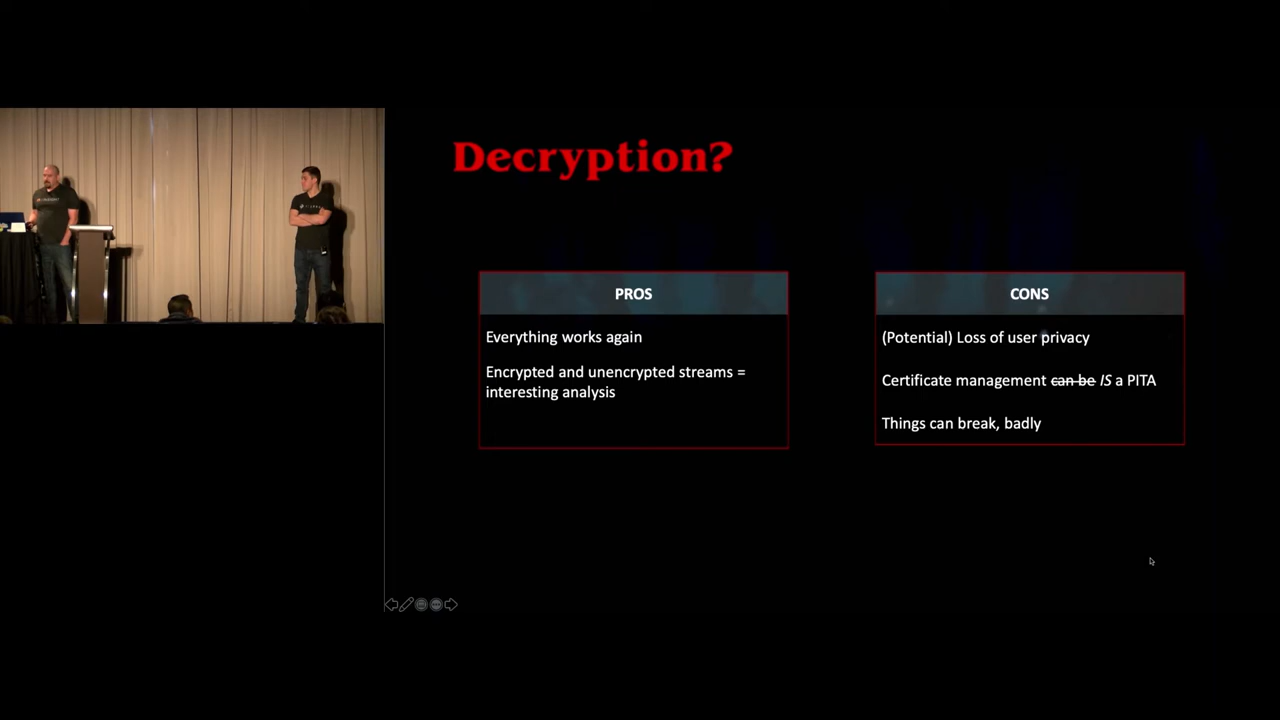 Decryption?
PROS
Everything works again
Encrypted and unencrypted streams =
interesting analysis
CONS
(Potential) Loss of user privacy
Certificate management can be IS a PITA
Things can break, badly